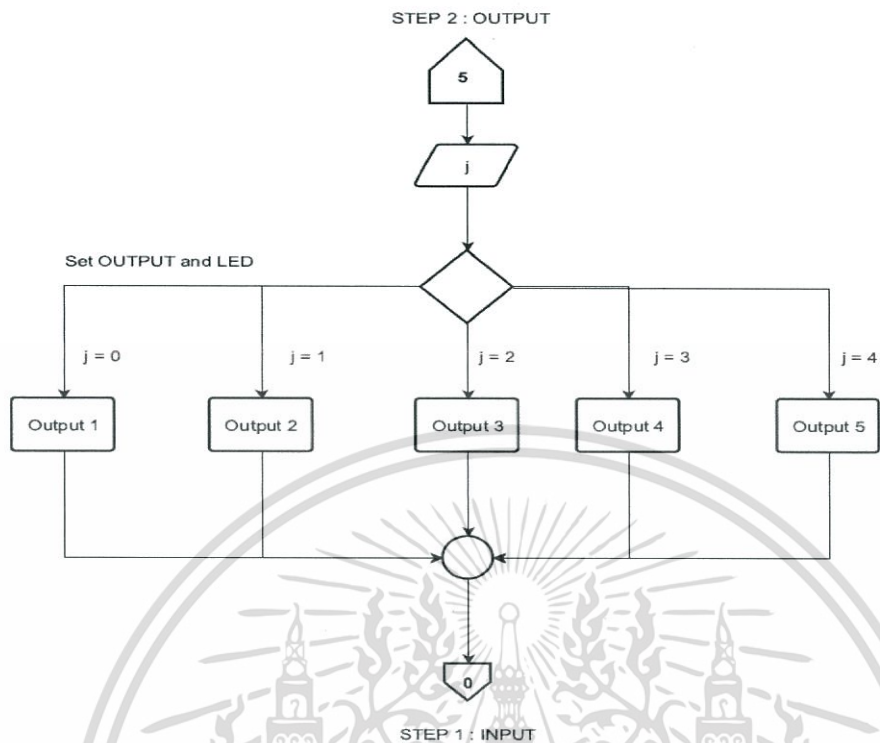 STEP 2 : OUTPUT
5
j
Set OUTPUT and LED
j = 0
j = 1
j = 2
j = 3
j = 4
Output 1
Output 2
Output 3
Output 4
Output 5
0
STEP 1 : INPUT